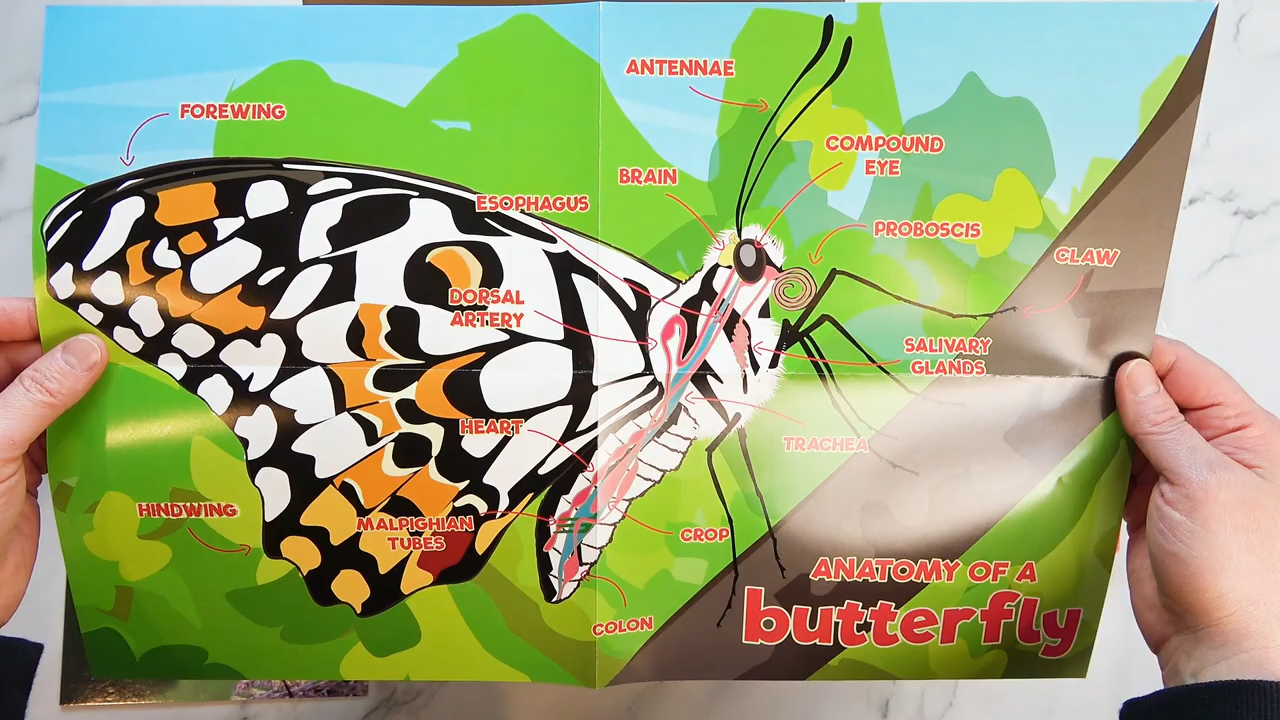 ANTENNAE
FOREWING
COMPOUND
EYE
BRAIN
ESOPHAGUS
PROBOSCIS
CLAW
DORSAL
ARTERY
SALIVARY
GLANDS
HEART
TRACHEA
HINDWING
MALPIGHIAN
TUBES
CROP
COLON
ANATOMY OF A
butterfly